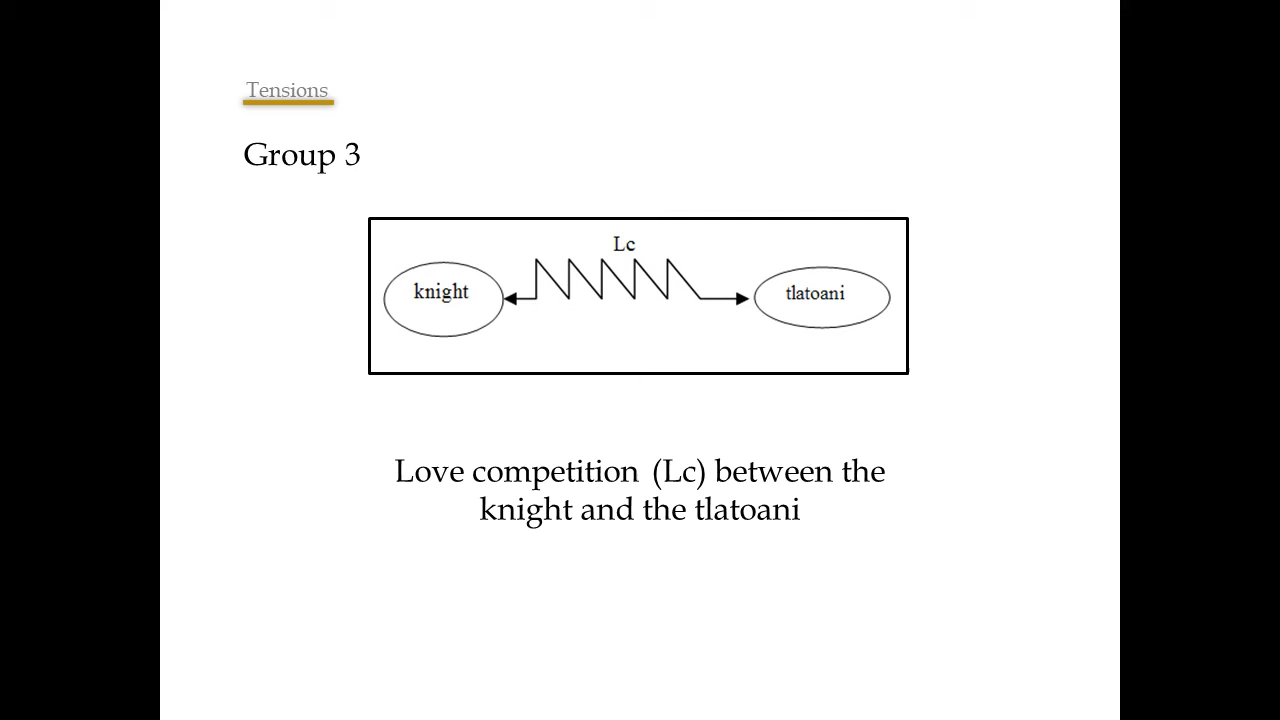 Tensions
Group 3
Lc
knight
tlatoani
Love competition (Lc) between the
knight and the tlatoani